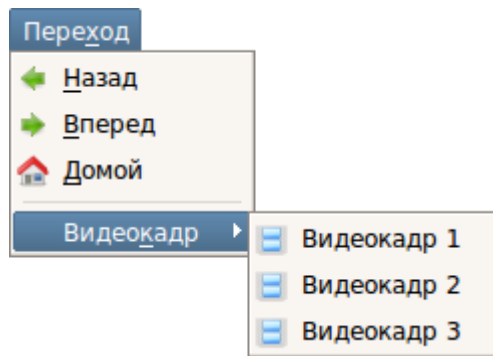 Переход
Назад
Вперед
Домой
Видеокадр
Видеокадр 1
Видеокадр 2
Видеокадр 3